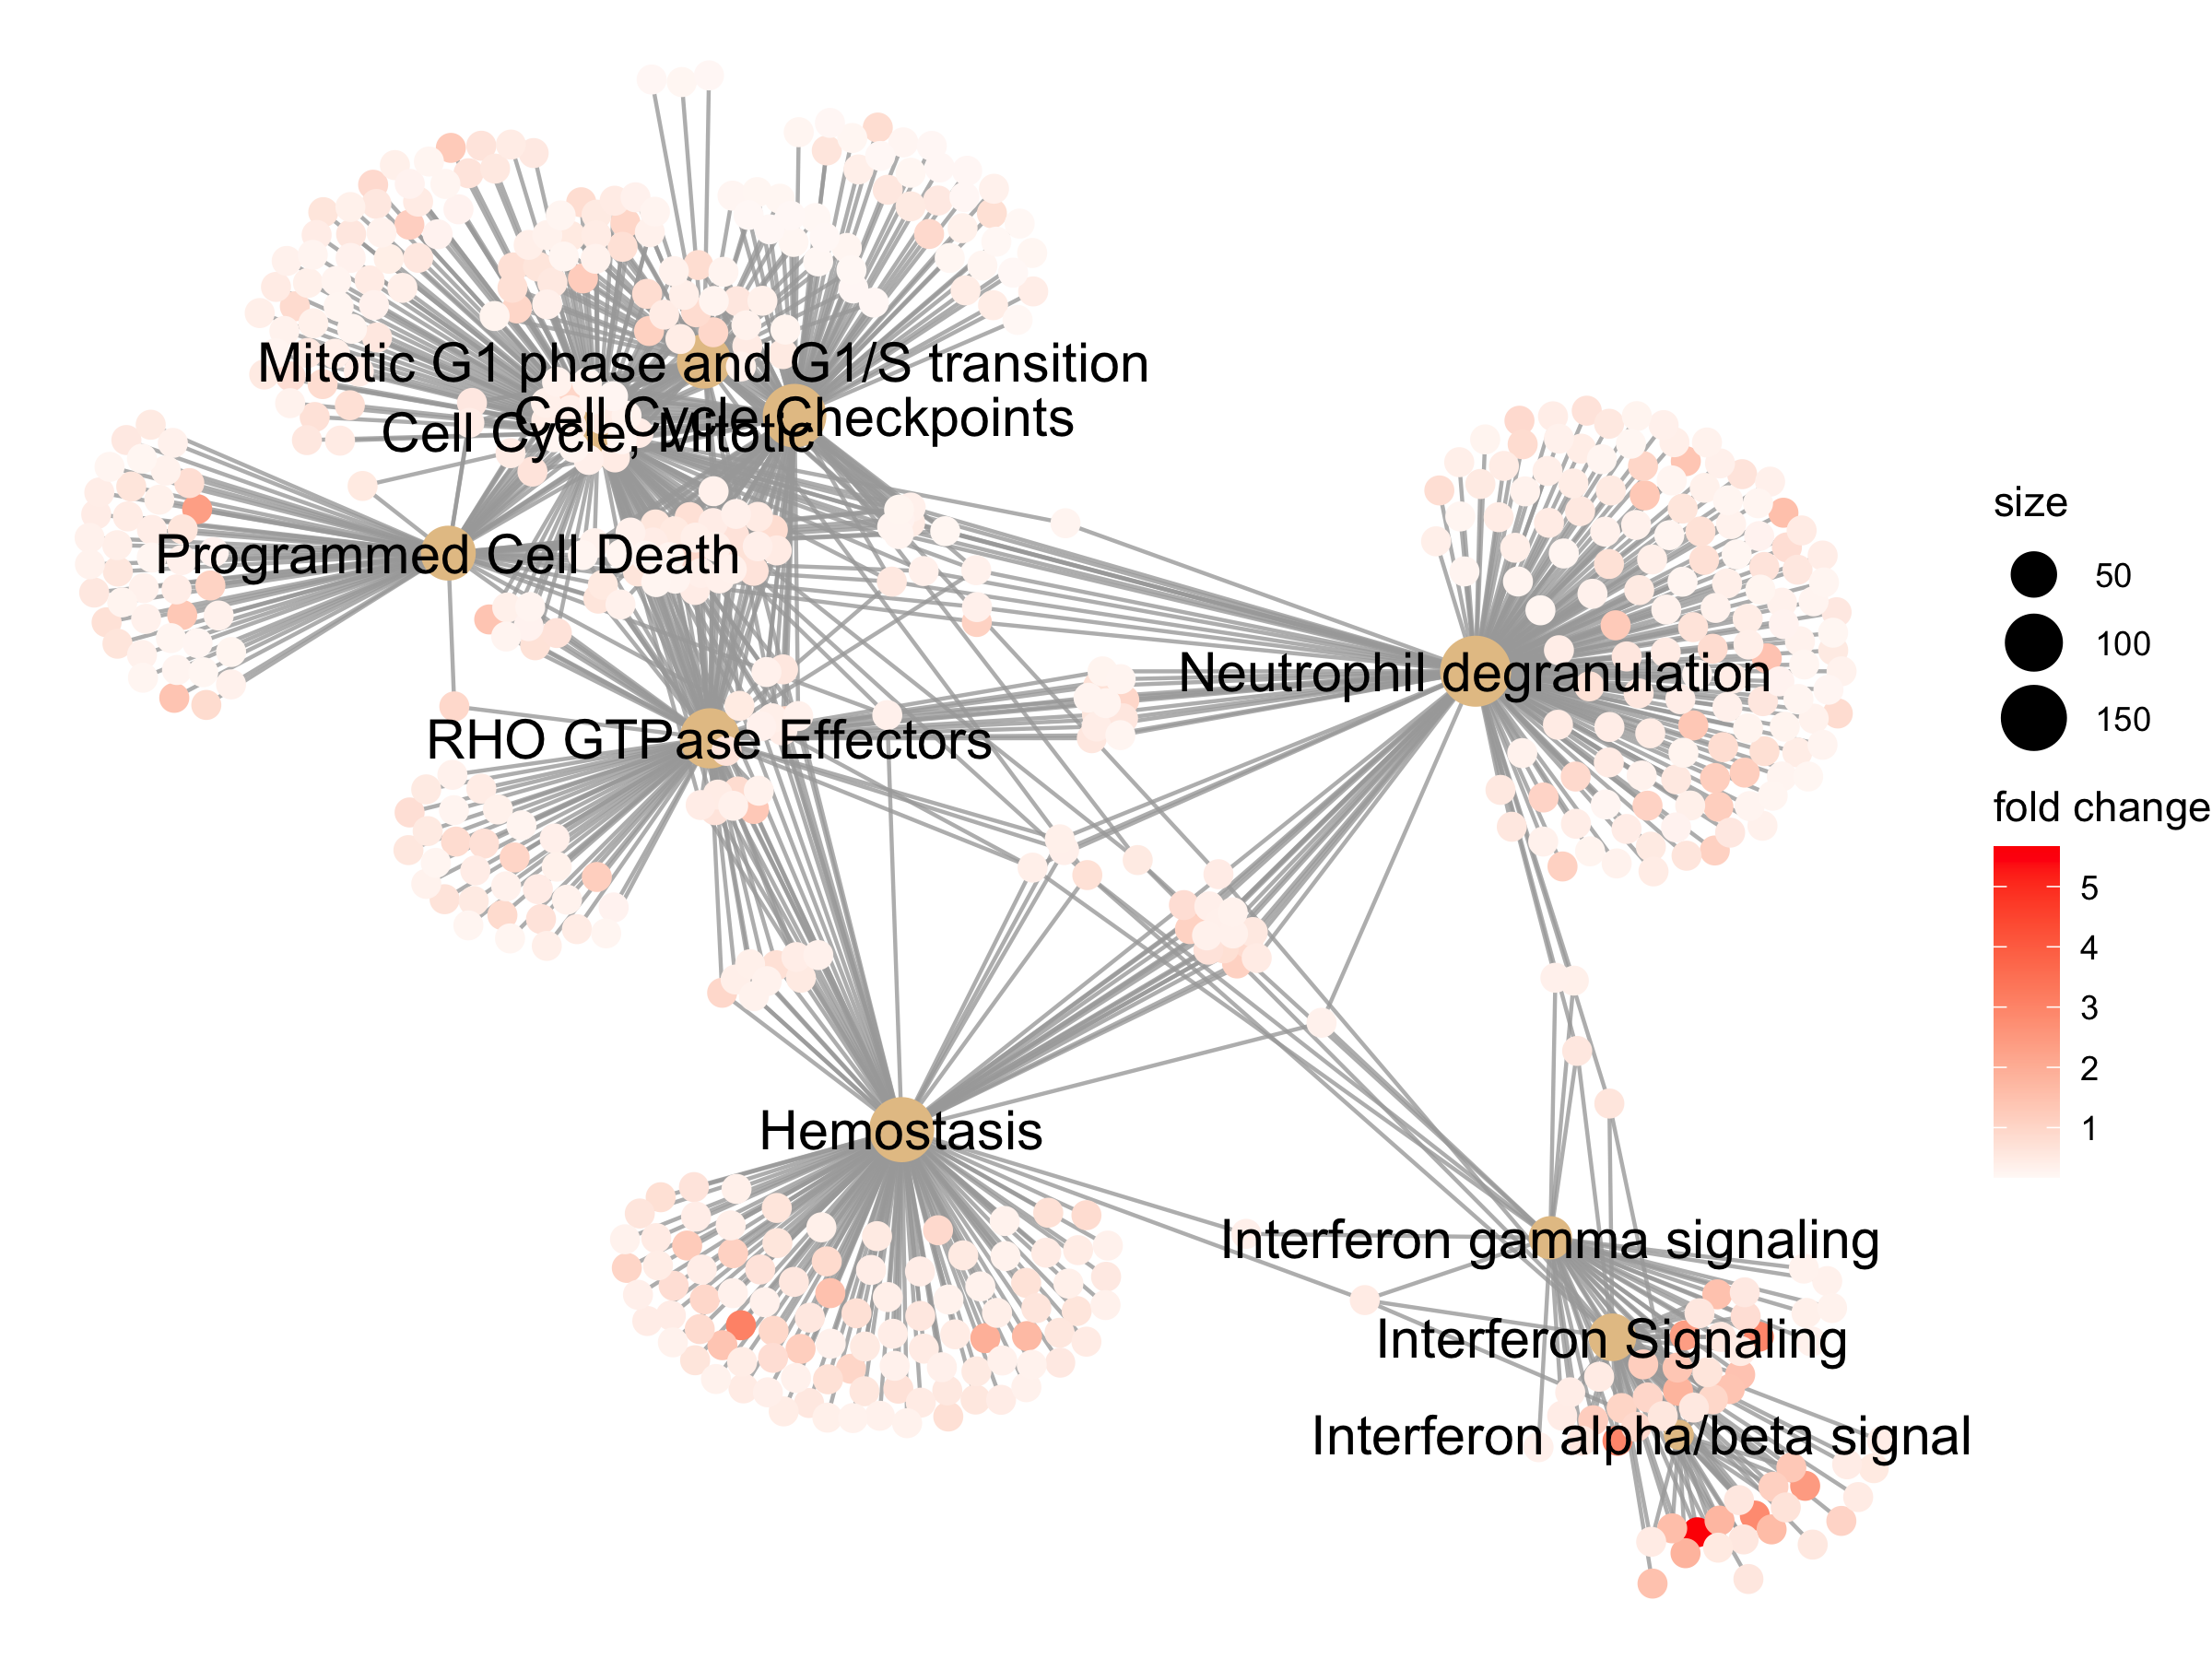 Mitotic G1 phase and G1/S transition
Cell Cycle Checkpoints
Cell Cycle, Mitotic
Programmed Cell Death
Neutrophil degranulation
RHO GTPase Effectors
Hemostasis
Interferon gamma signaling
Interferon Signaling
Interferon alpha/beta signal
size
50
100
150
fold change
5
4
3
2
1